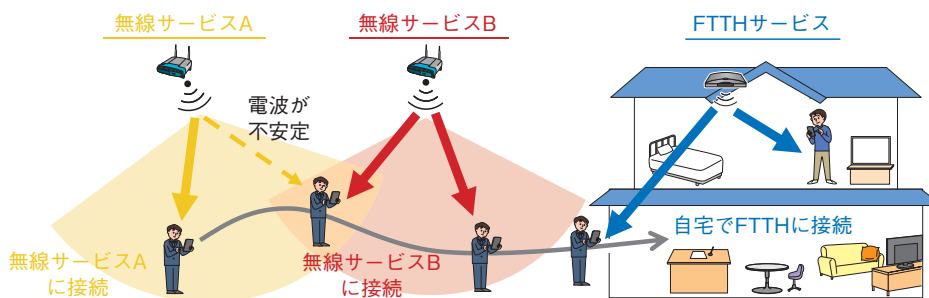 無線サービスA
無線サービスB
FTTHサービス
電波が
不安定
無線サービスA
に接続
無線サービスB
に接続
自宅でFTTHに接続